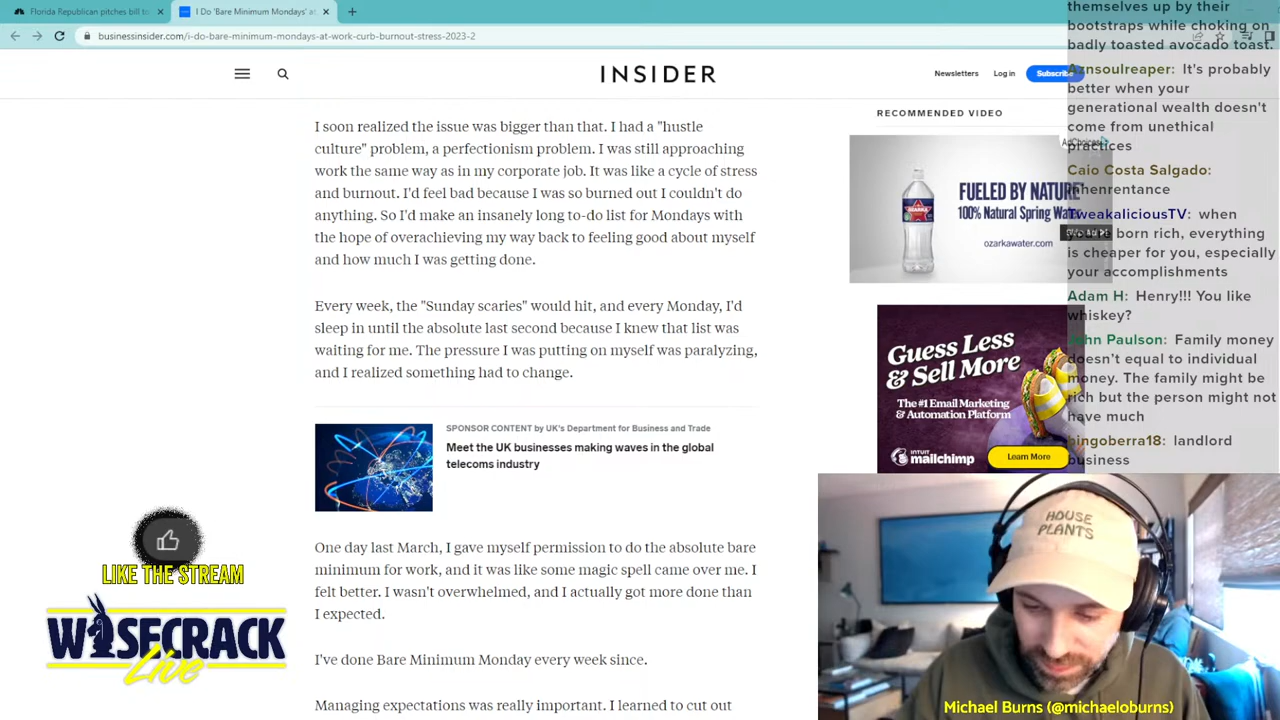 Florida Republican pitches bill to
I Do 'Bare Minimum Mondays' at
businessinsider.com/i-do-bare-minimum-mondays-at-work-curb-burnout-stress-2023-2
INSIDER
Newsletters
Log in
Subscribe
I soon realized the issue was bigger than that. I had a "hustle
culture" problem, a perfectionism problem. I was still approaching
work the same way as in my corporate job. It was like a cycle of stress
and burnout. I'd feel bad because I was so burned out I couldn't do
anything. So I'd make an insanely long to-do list for Mondays with
the hope of overachieving my way back to feeling good about myself
and how much I was getting done.
Every week, the "Sunday scaries" would hit, and every Monday, I'd
sleep in until the absolute last second because I knew that list was
waiting for me. The pressure I was putting on myself was paralyzing,
and I realized something had to change.
SPONSOR CONTENT by UK's Department for Business and Trade
Meet the UK businesses making waves in the global
telecoms industry
One day last March, I gave myself permission to do the absolute bare
minimum for work, and it was like some magic spell came over me. I
felt better. I wasn't overwhelmed, and I actually got more done than
I expected.
I've done Bare Minimum Monday every week since.
Managing expectations was really important. I learned to cut out
RECOMMENDED VIDEO
AdChoices
OZARKA
FUELED BY NATURE
100% Natural Spring Wa
ozarkawater.com
Guess Less
& Sell More
The #1 Email Marketing
& Automation Platform
INTUIT
mailchimp
Learn More
themselves up by their
bootstraps while choking on
badly toasted avocado toast.
Aznsoulreaper: It's probably
better when your
generational wealth doesn't
come from unethical
practices
Caio Costa Salgado:
inhenrentance
TweakaliciousTV: when
you're born rich, everything
is cheaper for you, especially
your accomplishments
Adam H: Henry!!! You like
whiskey?
John Paulson: Family money
doesn't equal to individual
money. The family might be
rich but the person might not
have much
bingoberra18: landlord
business
LIKE THE STREAM
WISECRACK
Live
HOUSE
PLANTS
Michael Burns (@michaeloburns)